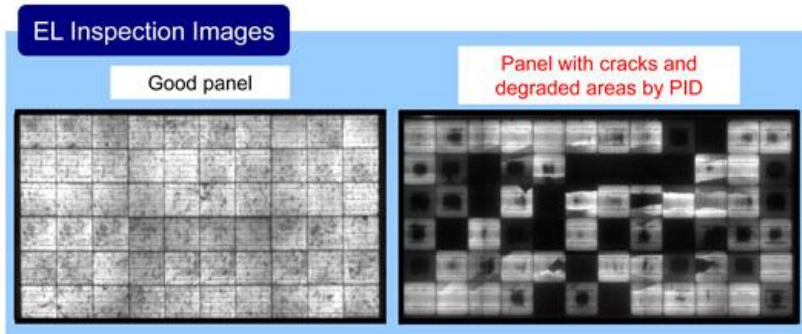 EL Inspection Images
Good panel
Panel with cracks and
degraded areas by PID